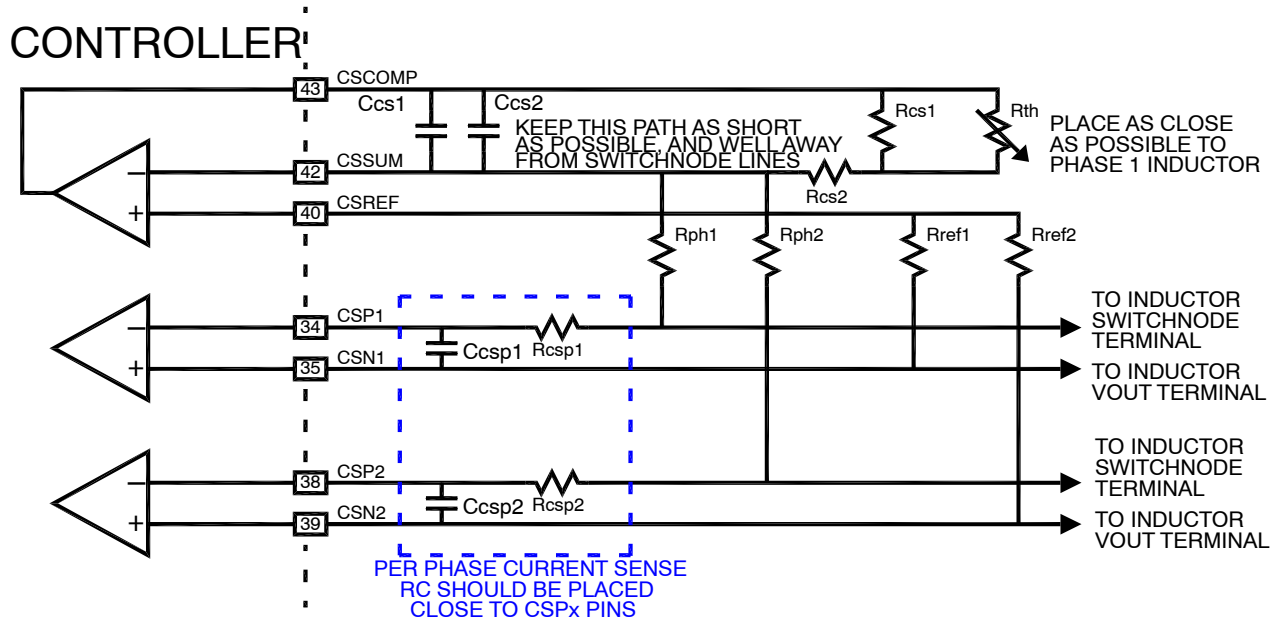 CONTROLLER
43
CSCOMP
Ccs1
Ccs2
Rcs1
Rth
KEEP THIS PATH AS SHORT
AS POSSIBLE, AND WELL AWAY
FROM SWITCHNODE LINES
PLACE AS CLOSE
AS POSSIBLE TO
PHASE 1 INDUCTOR
42
CSSUM
Rcs2
40
CSREF
Rph1
Rph2
Rref1
Rref2
34
CSP1
Ccsp1
Rcsp1
TO INDUCTOR
SWITCHNODE
TERMINAL
35
CSN1
TO INDUCTOR
VOUT TERMINAL
38
CSP2
Ccsp2
Rcsp2
TO INDUCTOR
SWITCHNODE
TERMINAL
39
CSN2
TO INDUCTOR
VOUT TERMINAL
PER PHASE CURRENT SENSE
RC SHOULD BE PLACED
CLOSE TO CSPx PINS